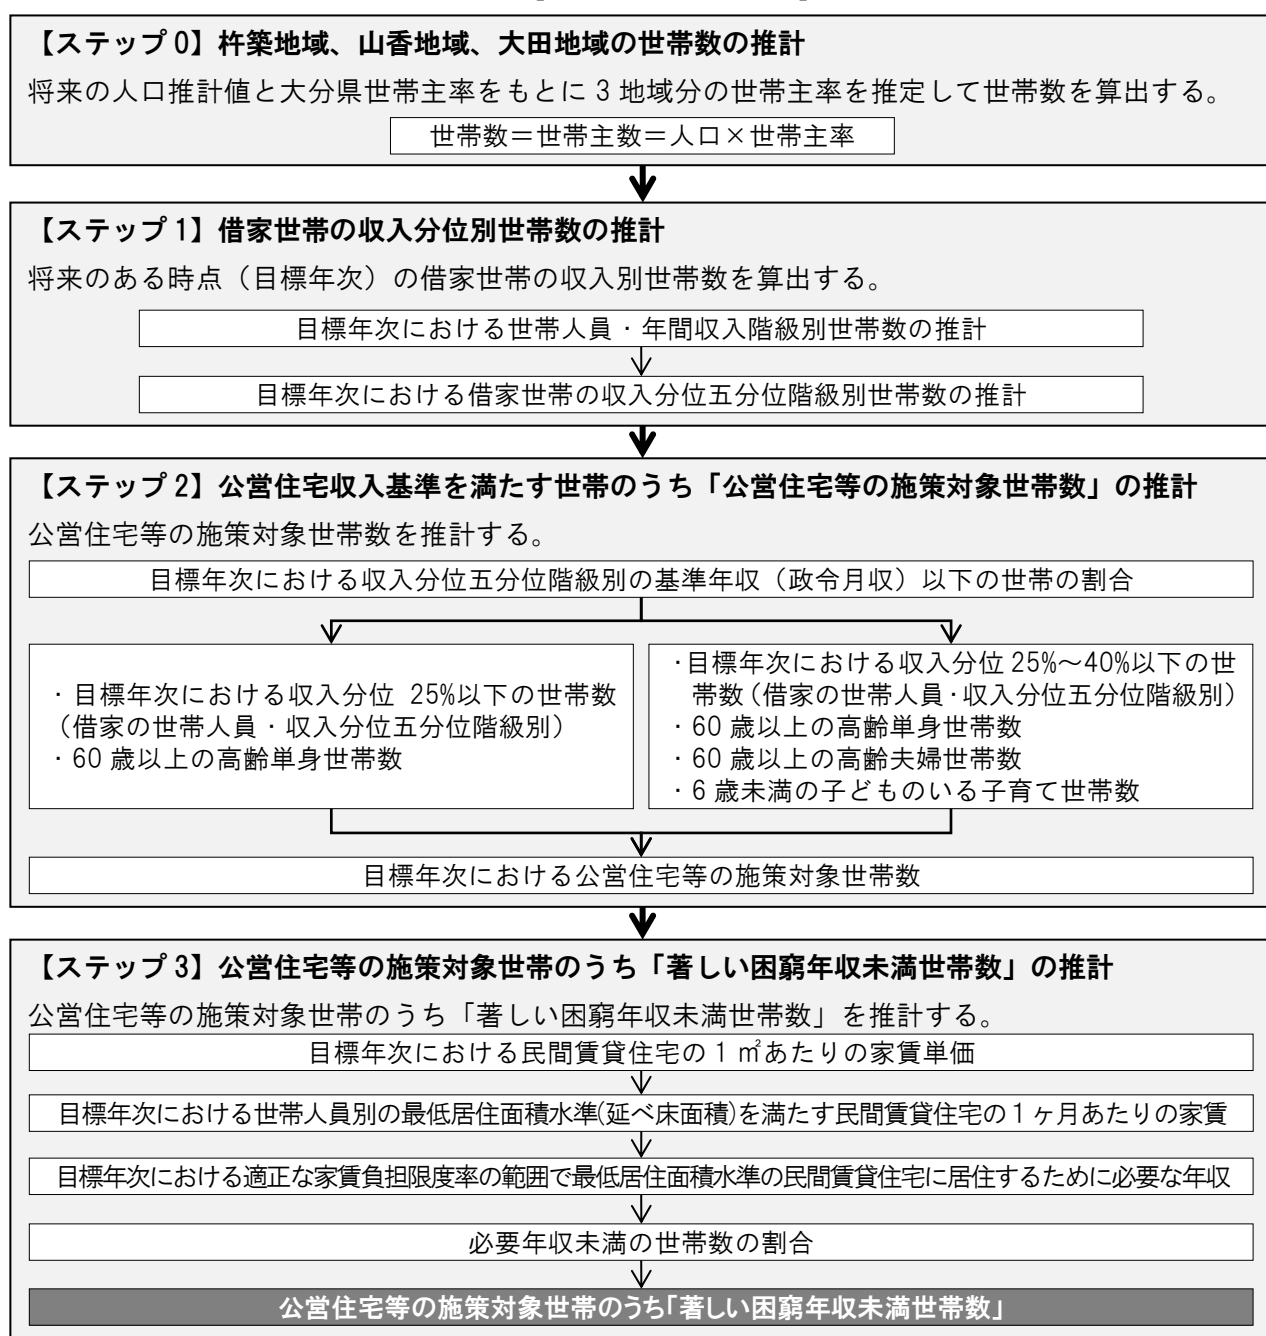 【ステップ0】杵築地域、山香地域、大田地域の世帯数の推計
将来の人口推計値と大分県世帯主率をもとに3地域分の世帯主率を推定して世帯数を算出する。
世帯数＝世帯主数＝人口×世帯主率
【ステップ1】借家世帯の収入分位別世帯数の推計
将来のある時点（目標年次）の借家世帯の収入別世帯数を算出する。
目標年次における世帯人員・年間収入階級別世帯数の推計
目標年次における借家世帯の収入分位五分位階級別世帯数の推計
【ステップ2】公営住宅収入基準を満たす世帯のうち「公営住宅等の施策対象世帯数」の推計
公営住宅等の施策対象世帯数を推計する。
目標年次における収入分位五分位階級別の基準年収（政令月収）以下の世帯の割合
・目標年次における収入分位 25%以下の世帯数
（借家の世帯人員・収入分位五分位階級別）
・60歳以上の高齢単身世帯数
・目標年次における収入分位25%～40%以下の世
帯数（借家の世帯人員・収入分位五分位階級別）
・60歳以上の高齢単身世帯数
・60歳以上の高齢夫婦世帯数
・6歳未満の子どものいる子育て世帯数
目標年次における公営住宅等の施策対象世帯数
【ステップ3】公営住宅等の施策対象世帯のうち「著しい困窮年収未満世帯数」の推計
公営住宅等の施策対象世帯のうち「著しい困窮年収未満世帯数」を推計する。
目標年次における民間賃貸住宅の1㎡あたりの家賃単価
目標年次における世帯人員別の最低居住面積水準(延べ床面積)を満たす民間賃貸住宅の1ヶ月あたりの家賃
目標年次における適正な家賃負担限度率の範囲で最低居住面積水準の民間賃貸住宅に居住するために必要な年収
必要年収未満の世帯数の割合
公営住宅等の施策対象世帯のうち「著しい困窮年収未満世帯数」